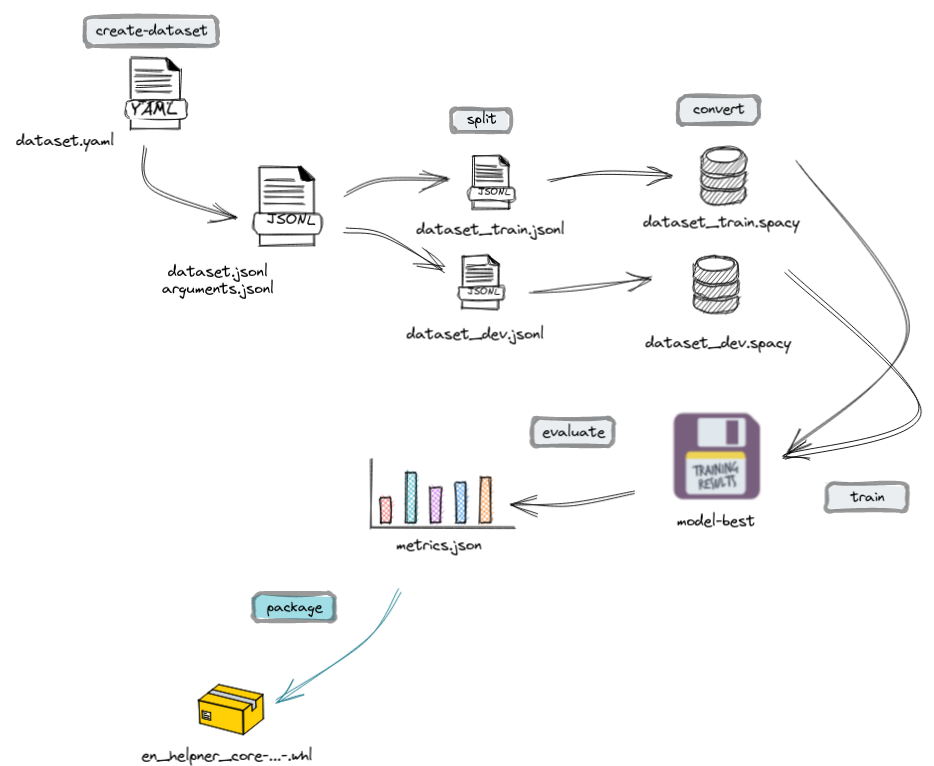 create-dataset
YAML
dataset.yaml
split
convert
JSONL
JSONL
dataset_train.jsonl
dataset_train.spacy
dataset.jsonl
arguments.jsonl
JSONL
dataset_dev.jsonl
dataset_dev.spacy
evaluate
TRAINING
RESULTS
train
model-best
metrics.json
package
en_helpner_core-...-.whl